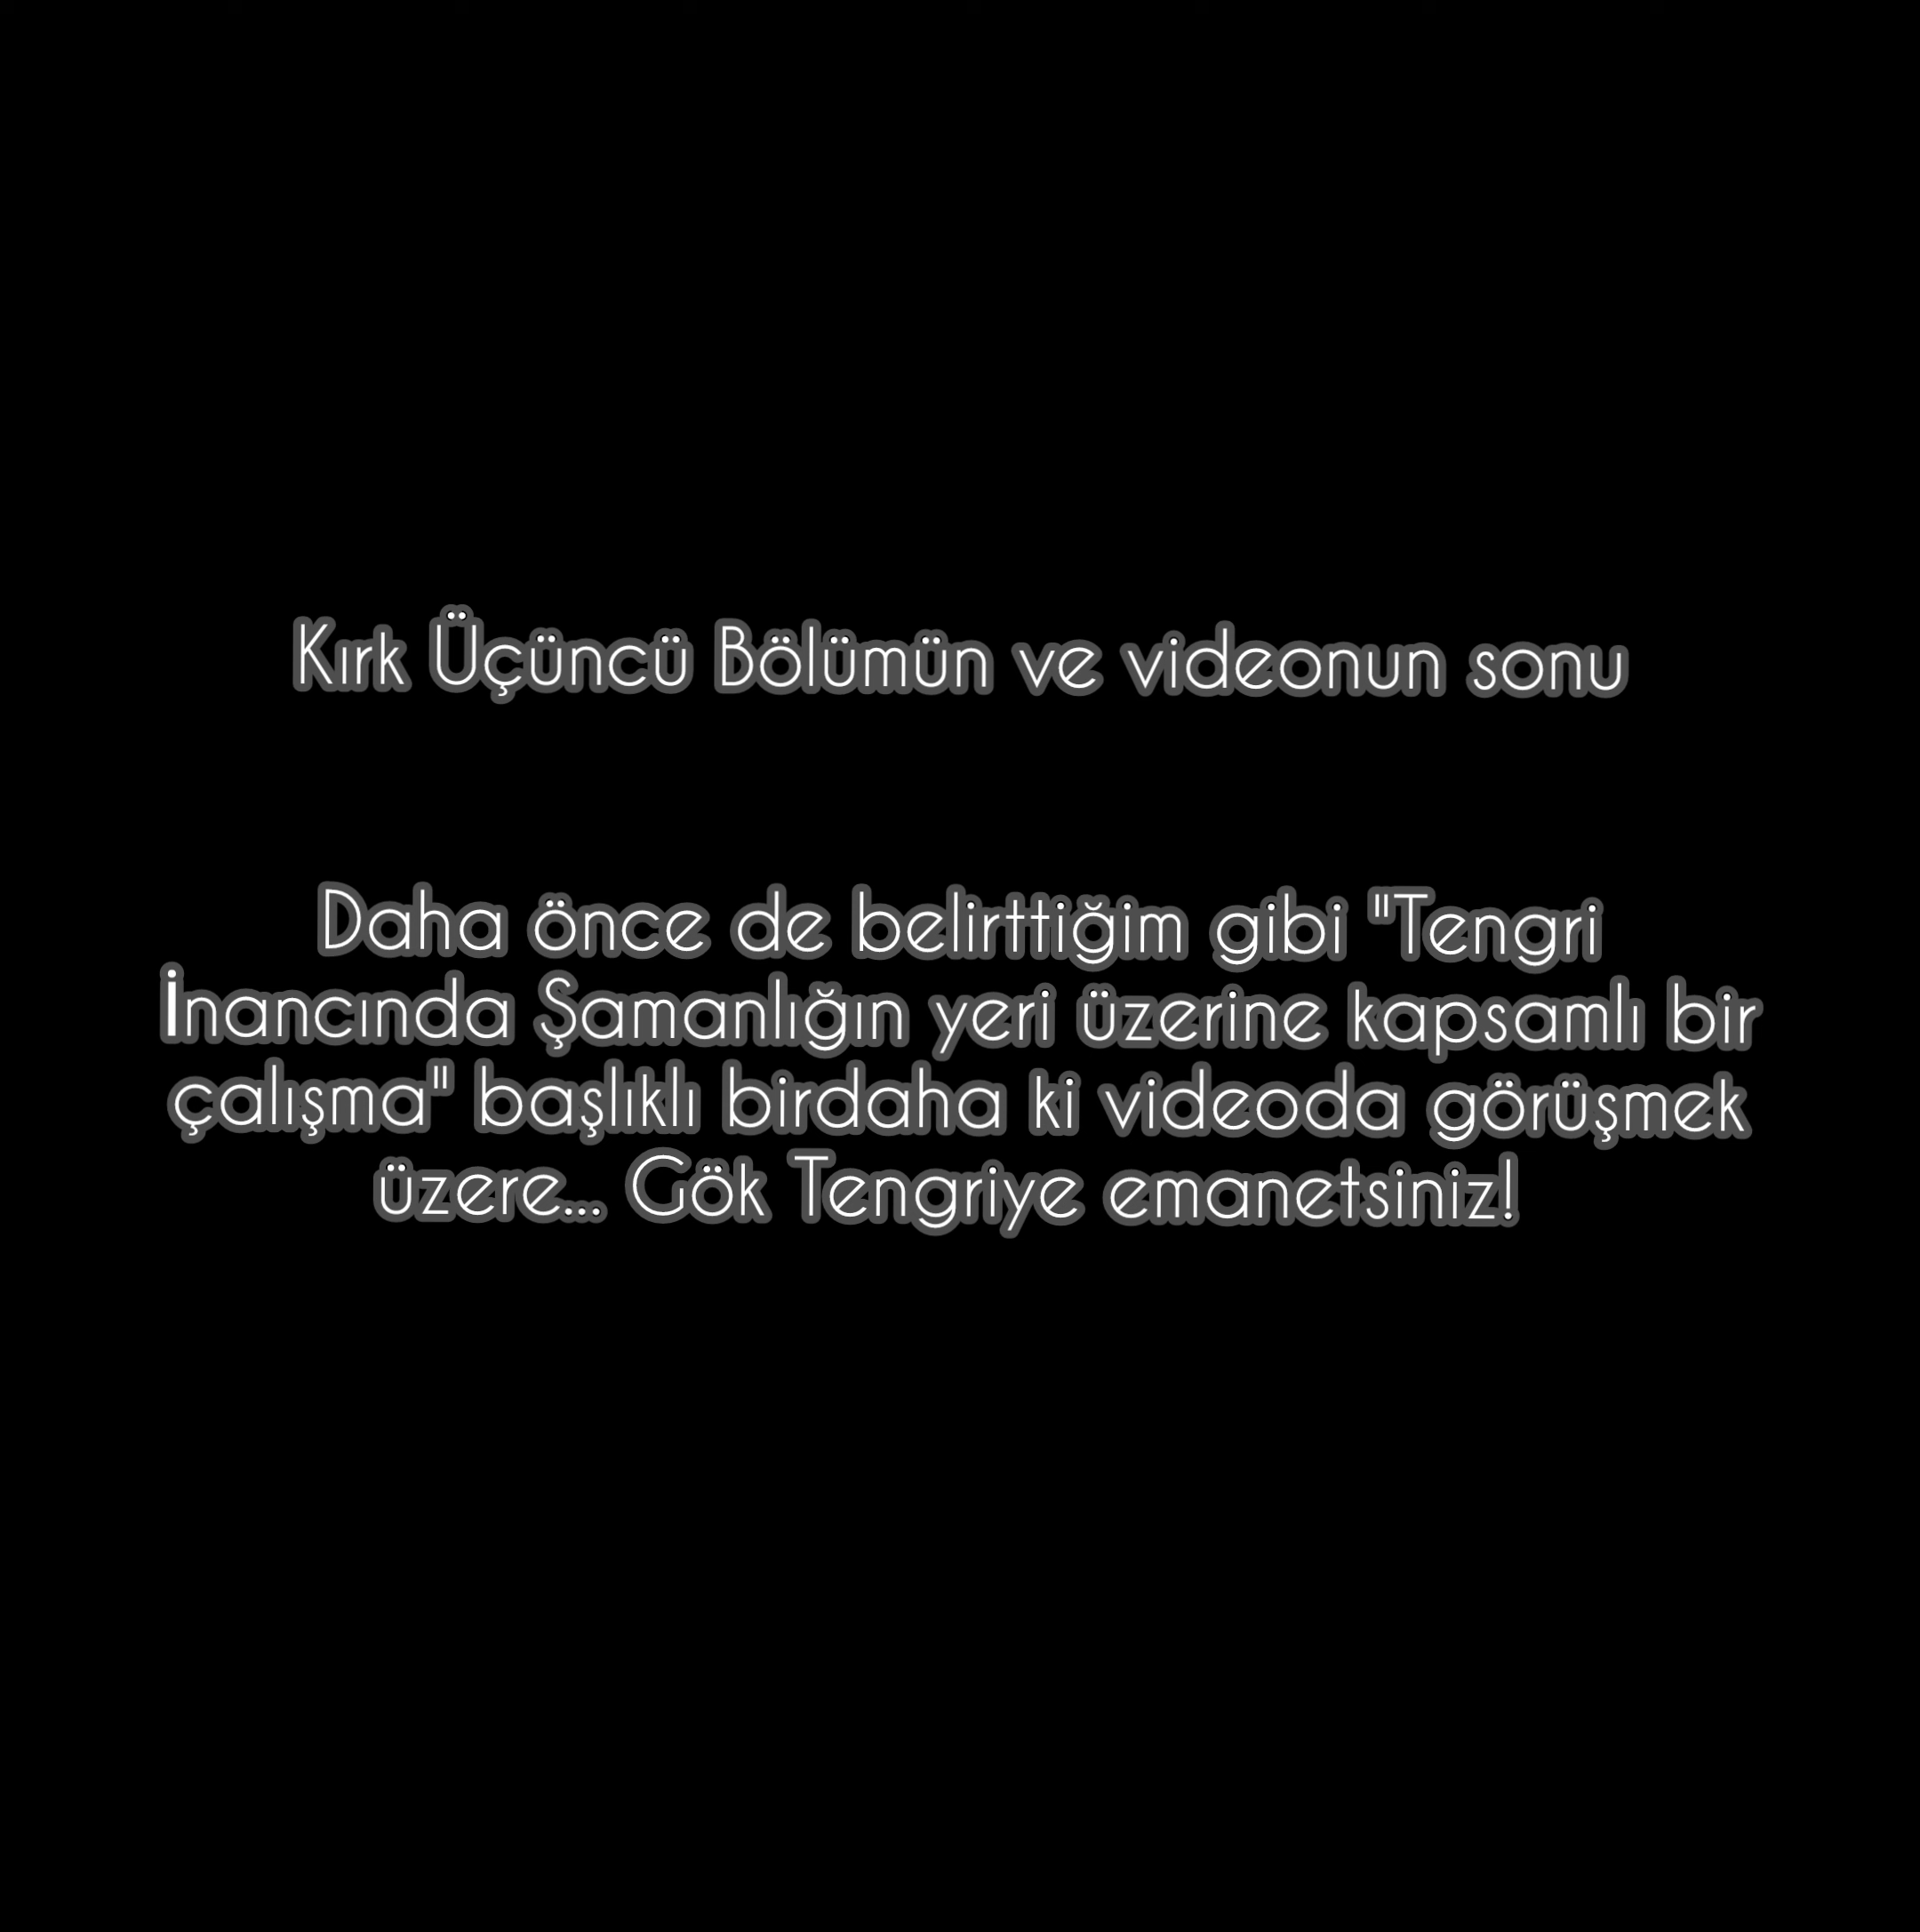 Kırk Üçüncü Bölümün ve videonun sonu
Daha önce de belirttiğim gibi "Tengri
İnancında Şamanlığın yeri üzerine kapsamlı bir
çalışma" başlıklı birdaha ki videoda görüşmek
üzere... Gök Tengriye emanetsiniz!